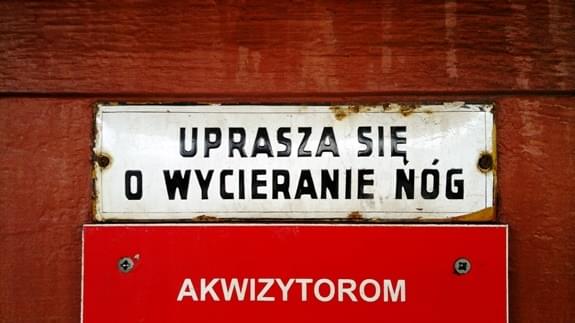 UPRASZA SIĘ
O WYCIERANIE NÓG
AKWIZYTOROM